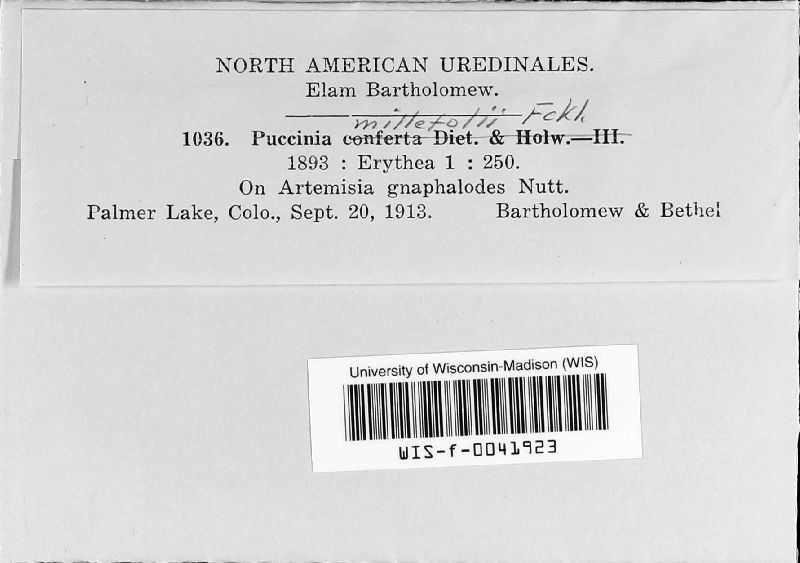 NORTH AMERICAN UREDINALES.
Elam Bartholomew.
millefolii Fckl.
1036. Puccinia conferta Diet. & Holw.—III.
1893 : Erythea 1 : 250.
On Artemisia gnaphalodes Nutt.
Palmer Lake, Colo., Sept. 20, 1913. Bartholomew & Bethel
University of Wisconsin-Madison (WIS)
WIS-f-0041923